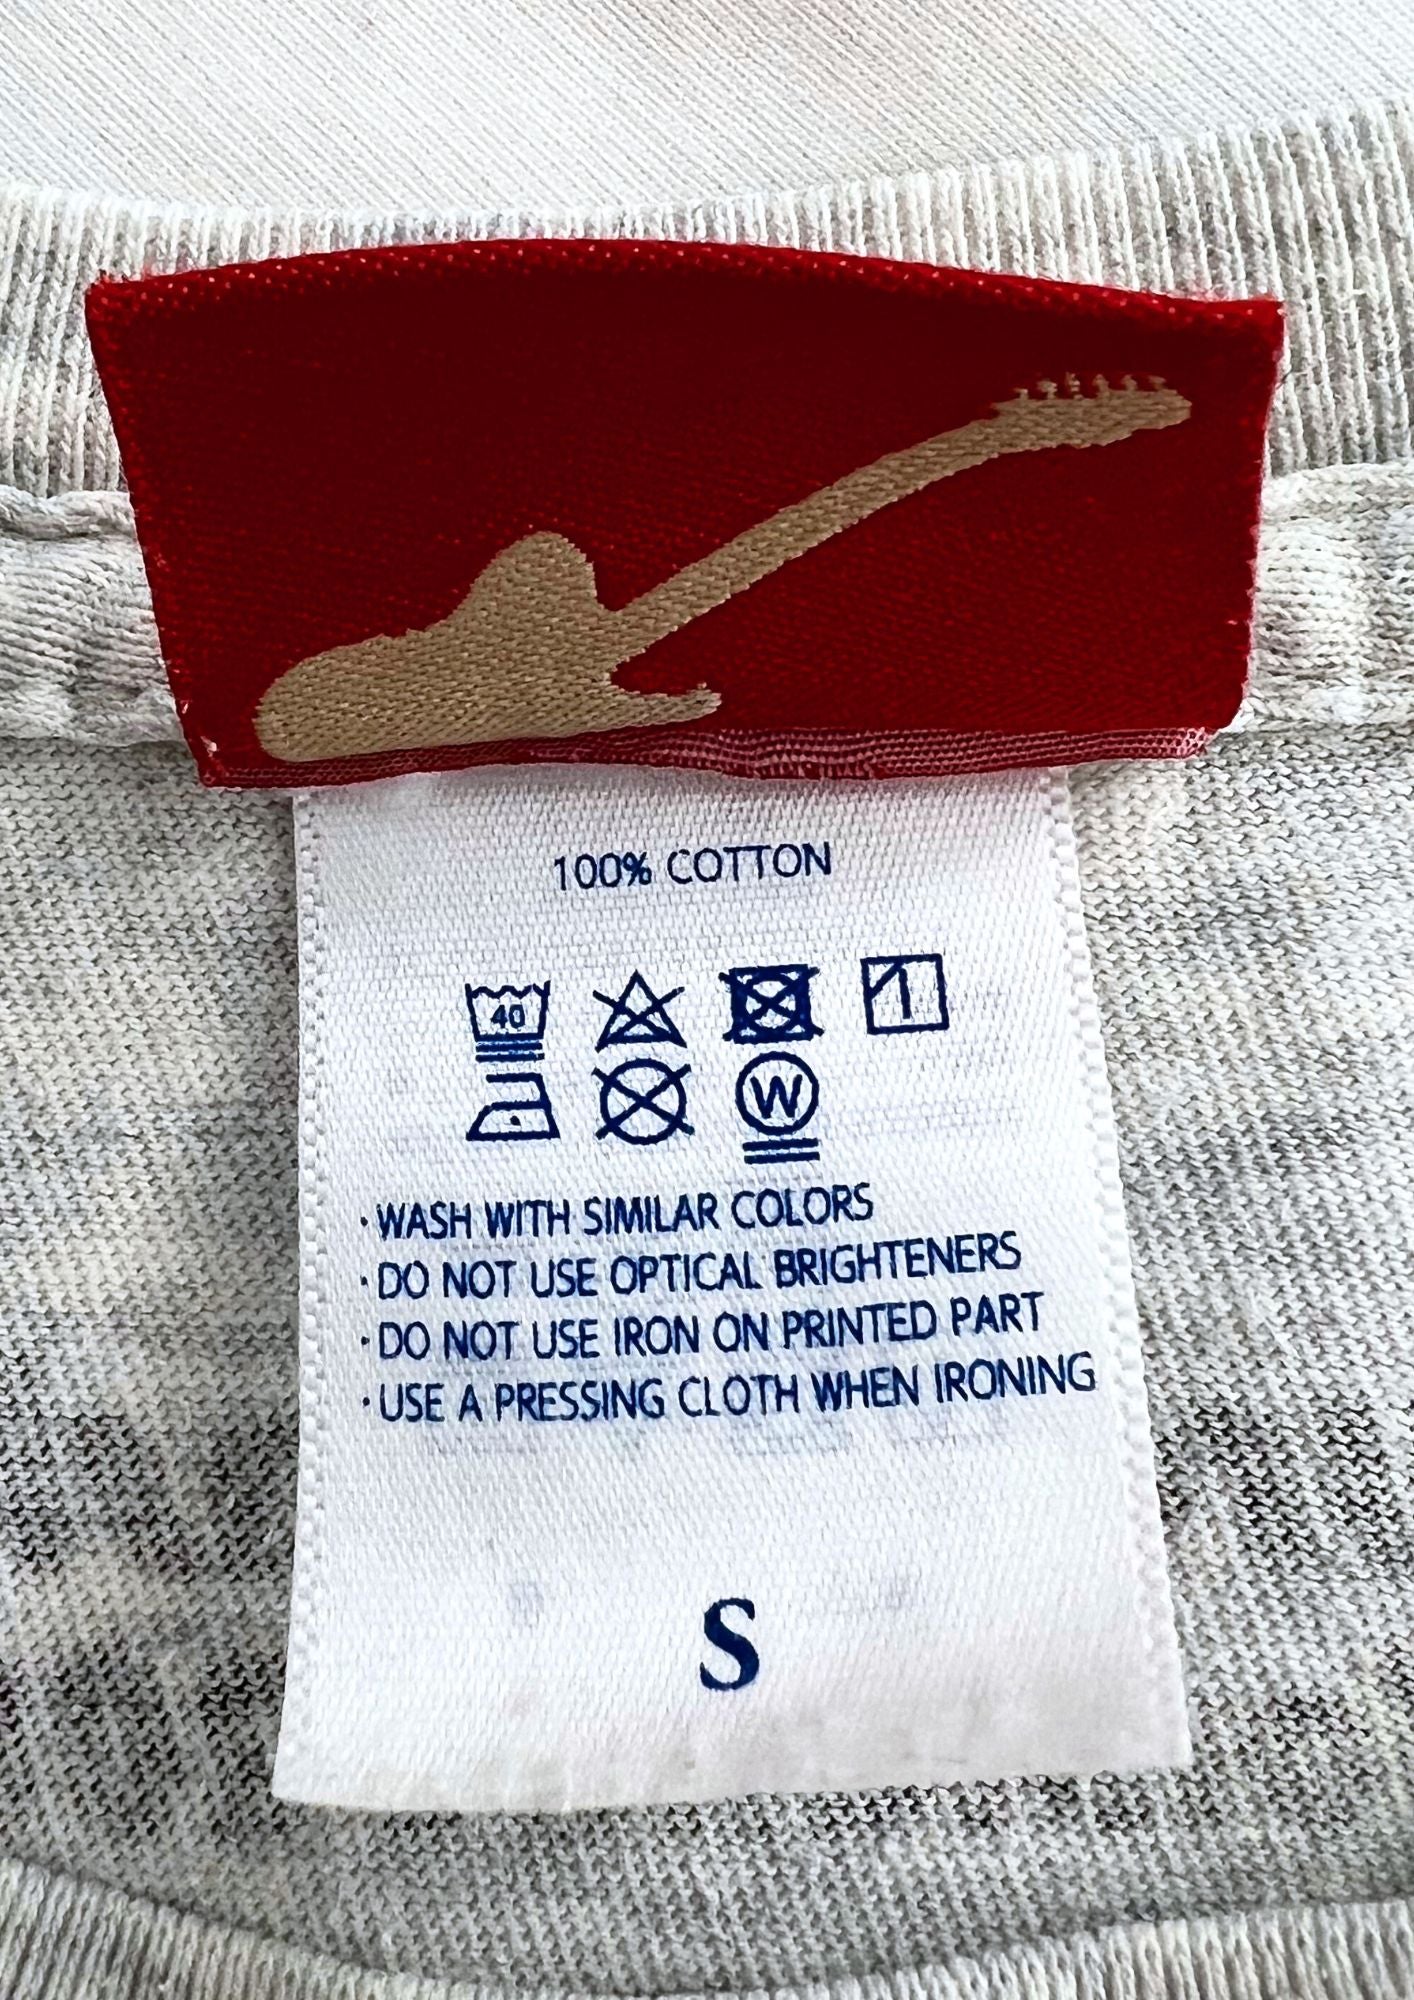 100% COTTON
40
W
· WASH WITH SIMILAR COLORS
· DO NOT USE OPTICAL BRIGHTENERS
· DO NOT USE IRON ON PRINTED PART
· USE A PRESSING CLOTH WHEN IRONING
S